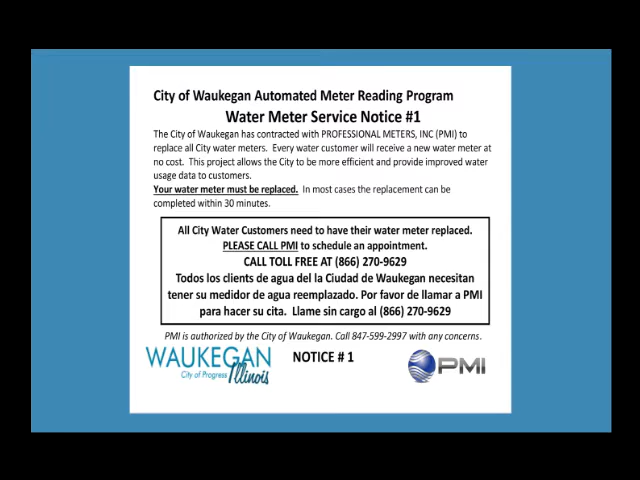 City of Waukegan Automated Meter Reading Program
Water Meter Service Notice #1
The City of Waukegan has contracted with PROFESSIONAL METERS, INC (PMI) to
replace all City water meters. Every water customer will receive a new water meter at
no cost. This project allows the City to be more efficient and provide improved water
usage data to customers.
Your water meter must be replaced. In most cases the replacement can be
completed within 30 minutes.
All City Water Customers need to have their water meter replaced.
PLEASE CALL PMI to schedule an appointment.
CALL TOLL FREE AT (866) 270-9629
Todos los clientes de agua del la Ciudad de Waukegan necesitan
tener su medidor de agua reemplazado. Por favor de llamar a PMI
para hacer su cita. Llame sin cargo al (866) 270-9629
PMI is authorized by the City of Waukegan. Call 847-599-2997 with any concerns.
WAUKEGAN
City of Progress Illinois
NOTICE # 1
PMI